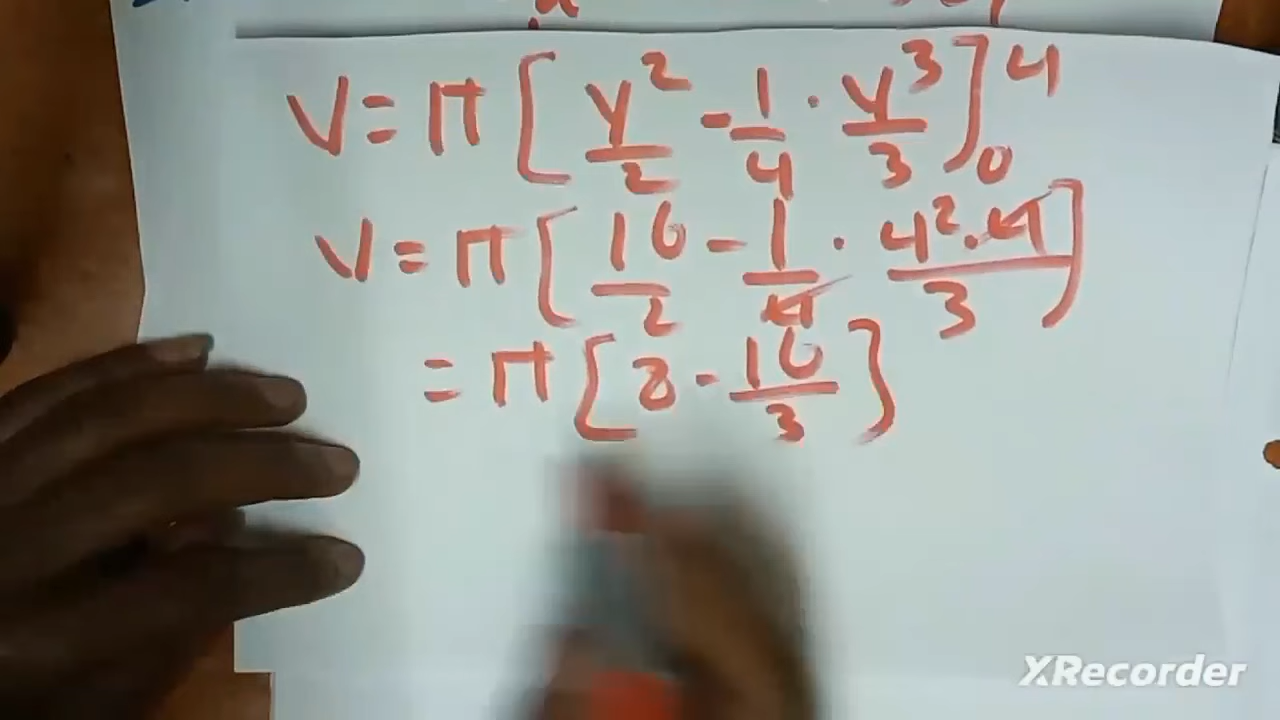 V = π [ y²/2 - 1/4 · y³/3 ]₀⁴
V = π [ 16/2 - 1/4 · 4²·4/3 ]
= π [ 8 - 16/3 ]
XRecorder